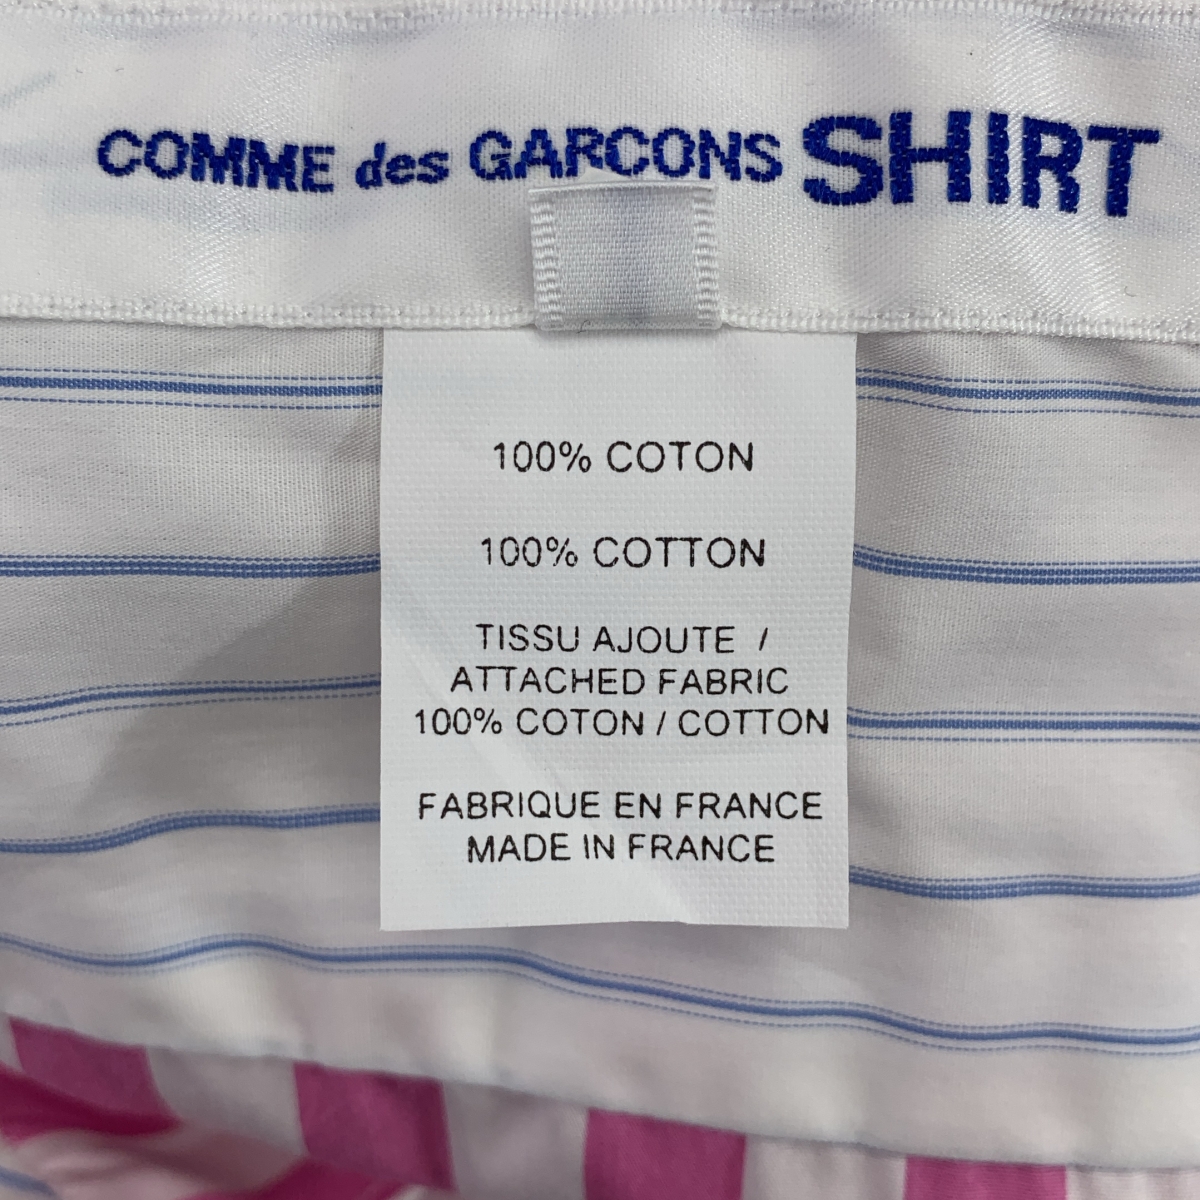 COMME des GARCONS SHIRT
100% COTON
100% COTTON
TISSU AJOUTE /
ATTACHED FABRIC
100% COTON / COTTON
FABRIQUE EN FRANCE
MADE IN FRANCE